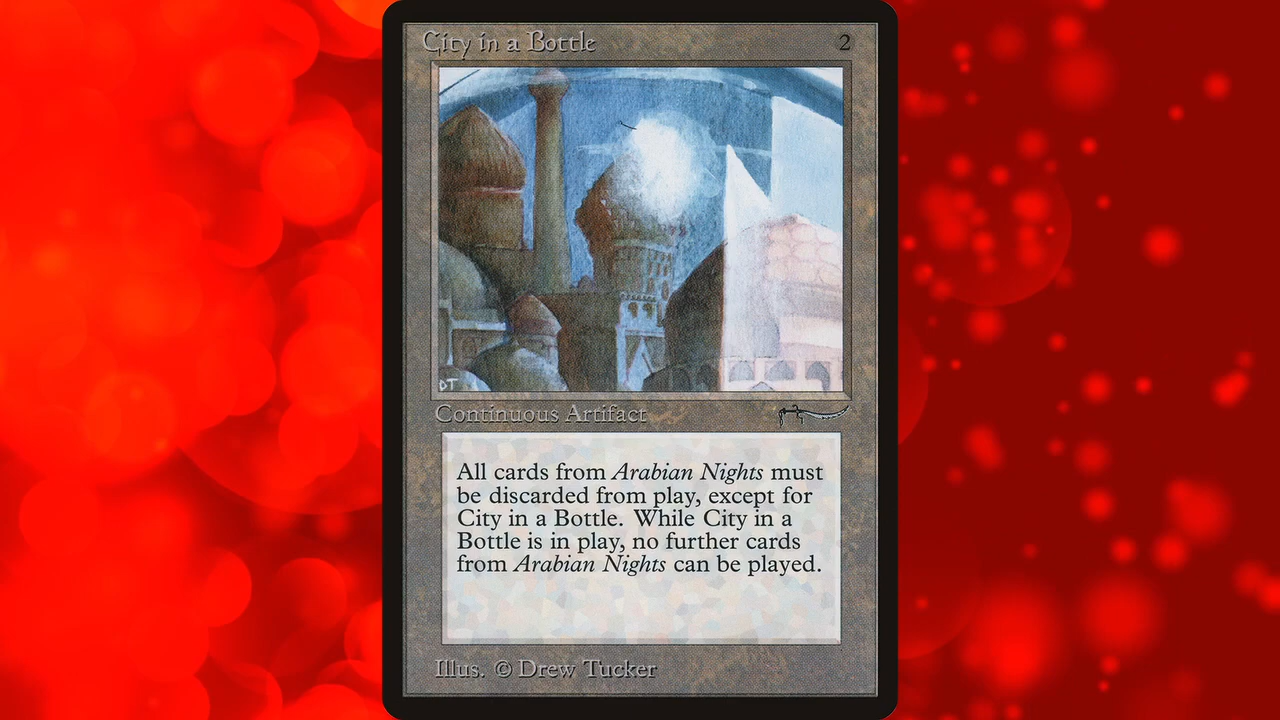 City in a Bottle 2
DT
Continuous Artifact
All cards from Arabian Nights must
be discarded from play, except for
City in a Bottle. While City in a
Bottle is in play, no further cards
from Arabian Nights can be played.
Illus. © Drew Tucker